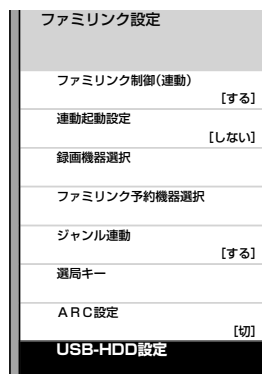 ファミリンク設定
ファミリンク制御(連動)
[する]
連動起動設定
[しない]
録画機器選択
ファミリンク予約機器選択
ジャンル連動
[する]
選局キー
ARC設定
[切]
USB-HDD設定